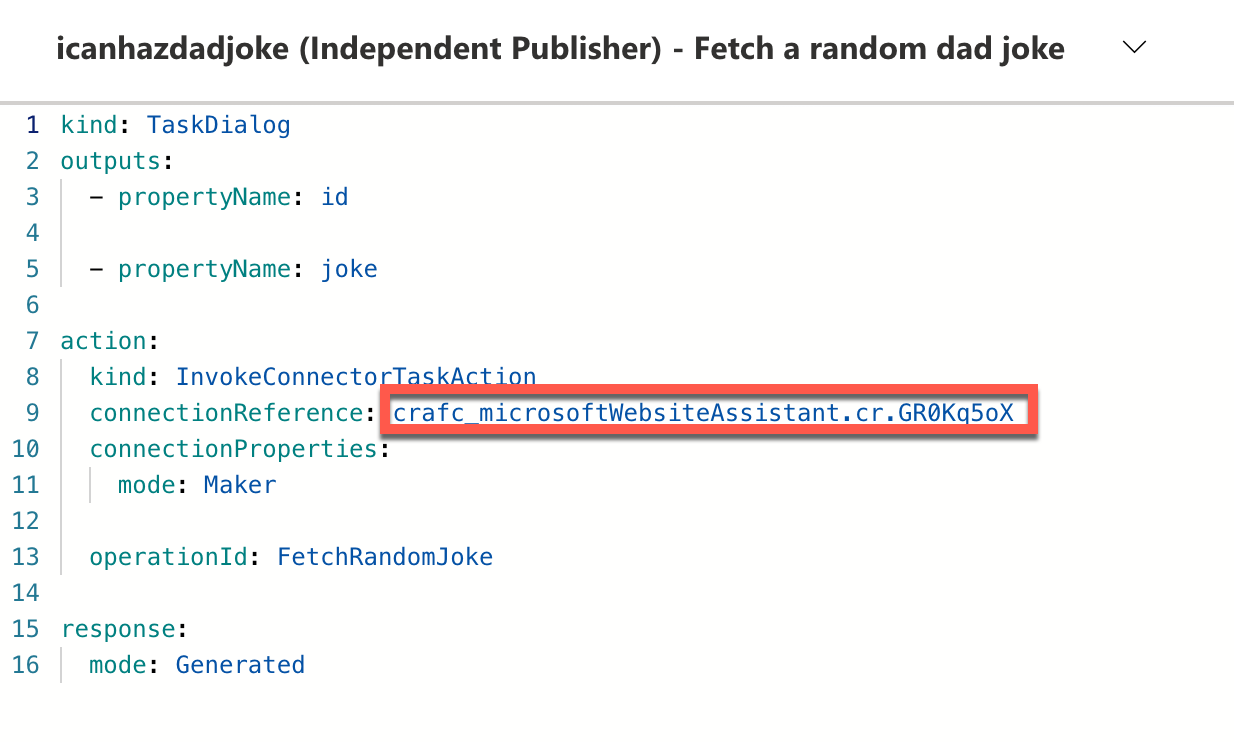 icanhazdadjoke (Independent Publisher) - Fetch a random dad joke
1 kind: TaskDialog
2 outputs:
3 - propertyName: id
4
5 - propertyName: joke
6
7 action:
8 kind: InvokeConnectorTaskAction
9 connectionReference: crafc_microsoftWebsiteAssistant.cr.GR0Kq5oX
10 connectionProperties:
11 mode: Maker
12
13 operationId: FetchRandomJoke
14
15 response:
16 mode: Generated